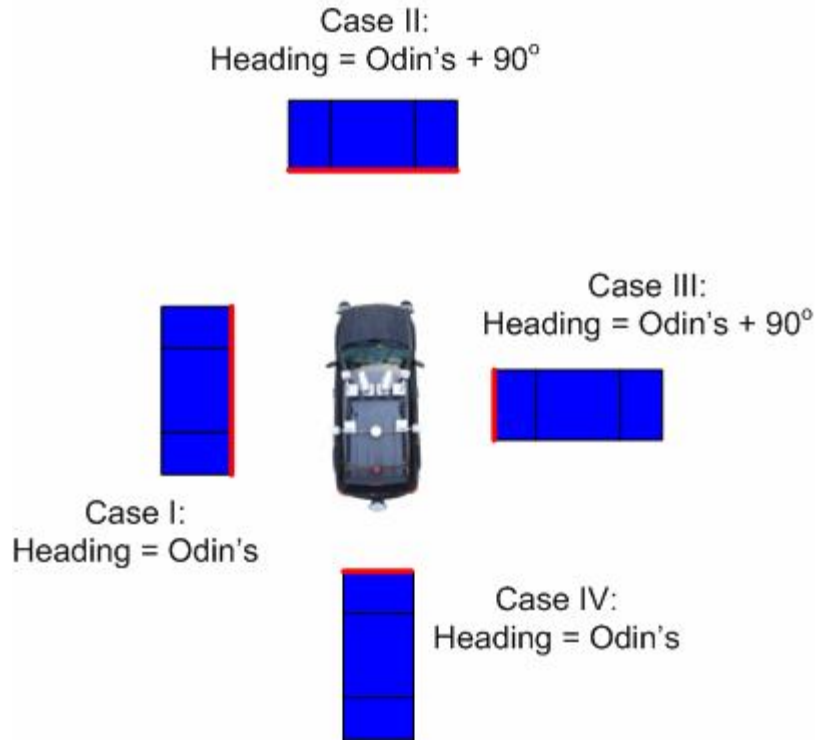 Case II:
Heading = Odin's + 90°
Case III:
Heading = Odin's + 90°
Case I:
Heading = Odin's
Case IV:
Heading = Odin's